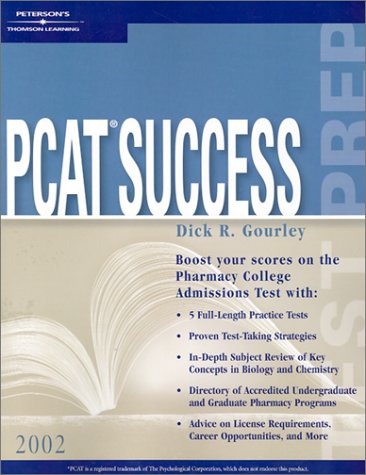 PETERSON'S
THOMSON LEARNING
TEST PREP
PCAT® SUCCESS
Dick R. Gourley
Boost your scores on the
Pharmacy College
Admissions Test with:
• 5 Full-Length Practice Tests
• Proven Test-Taking Strategies
• In-Depth Subject Review of Key
Concepts in Biology and Chemistry
• Directory of Accredited Undergraduate
and Graduate Pharmacy Programs
• Advice on License Requirements,
Career Opportunities, and More
2002
*PCAT is a registered trademark of The Psychological Corporation, which does not endorse this product.